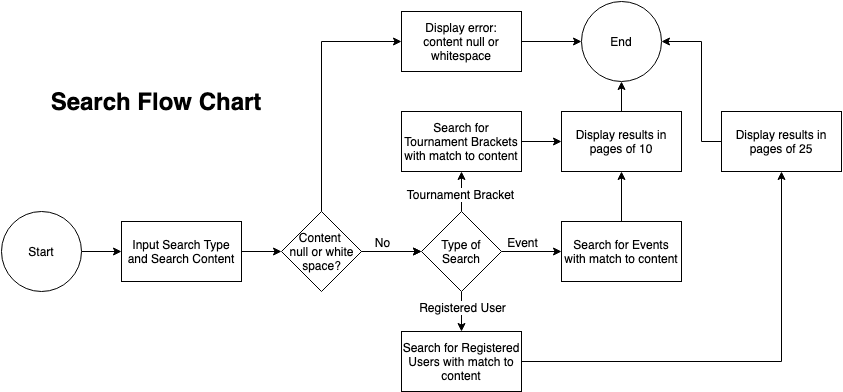 Display error:
content null or
whitespace
End
Search Flow Chart
Search for
Tournament Brackets
with match to content
Display results in
pages of 10
Display results in
pages of 25
Tournament Bracket
Start
Input Search Type
and Search Content
Content
null or white
space?
No
Type of
Search
Event
Search for Events
with match to content
Registered User
Search for Registered
Users with match to
content